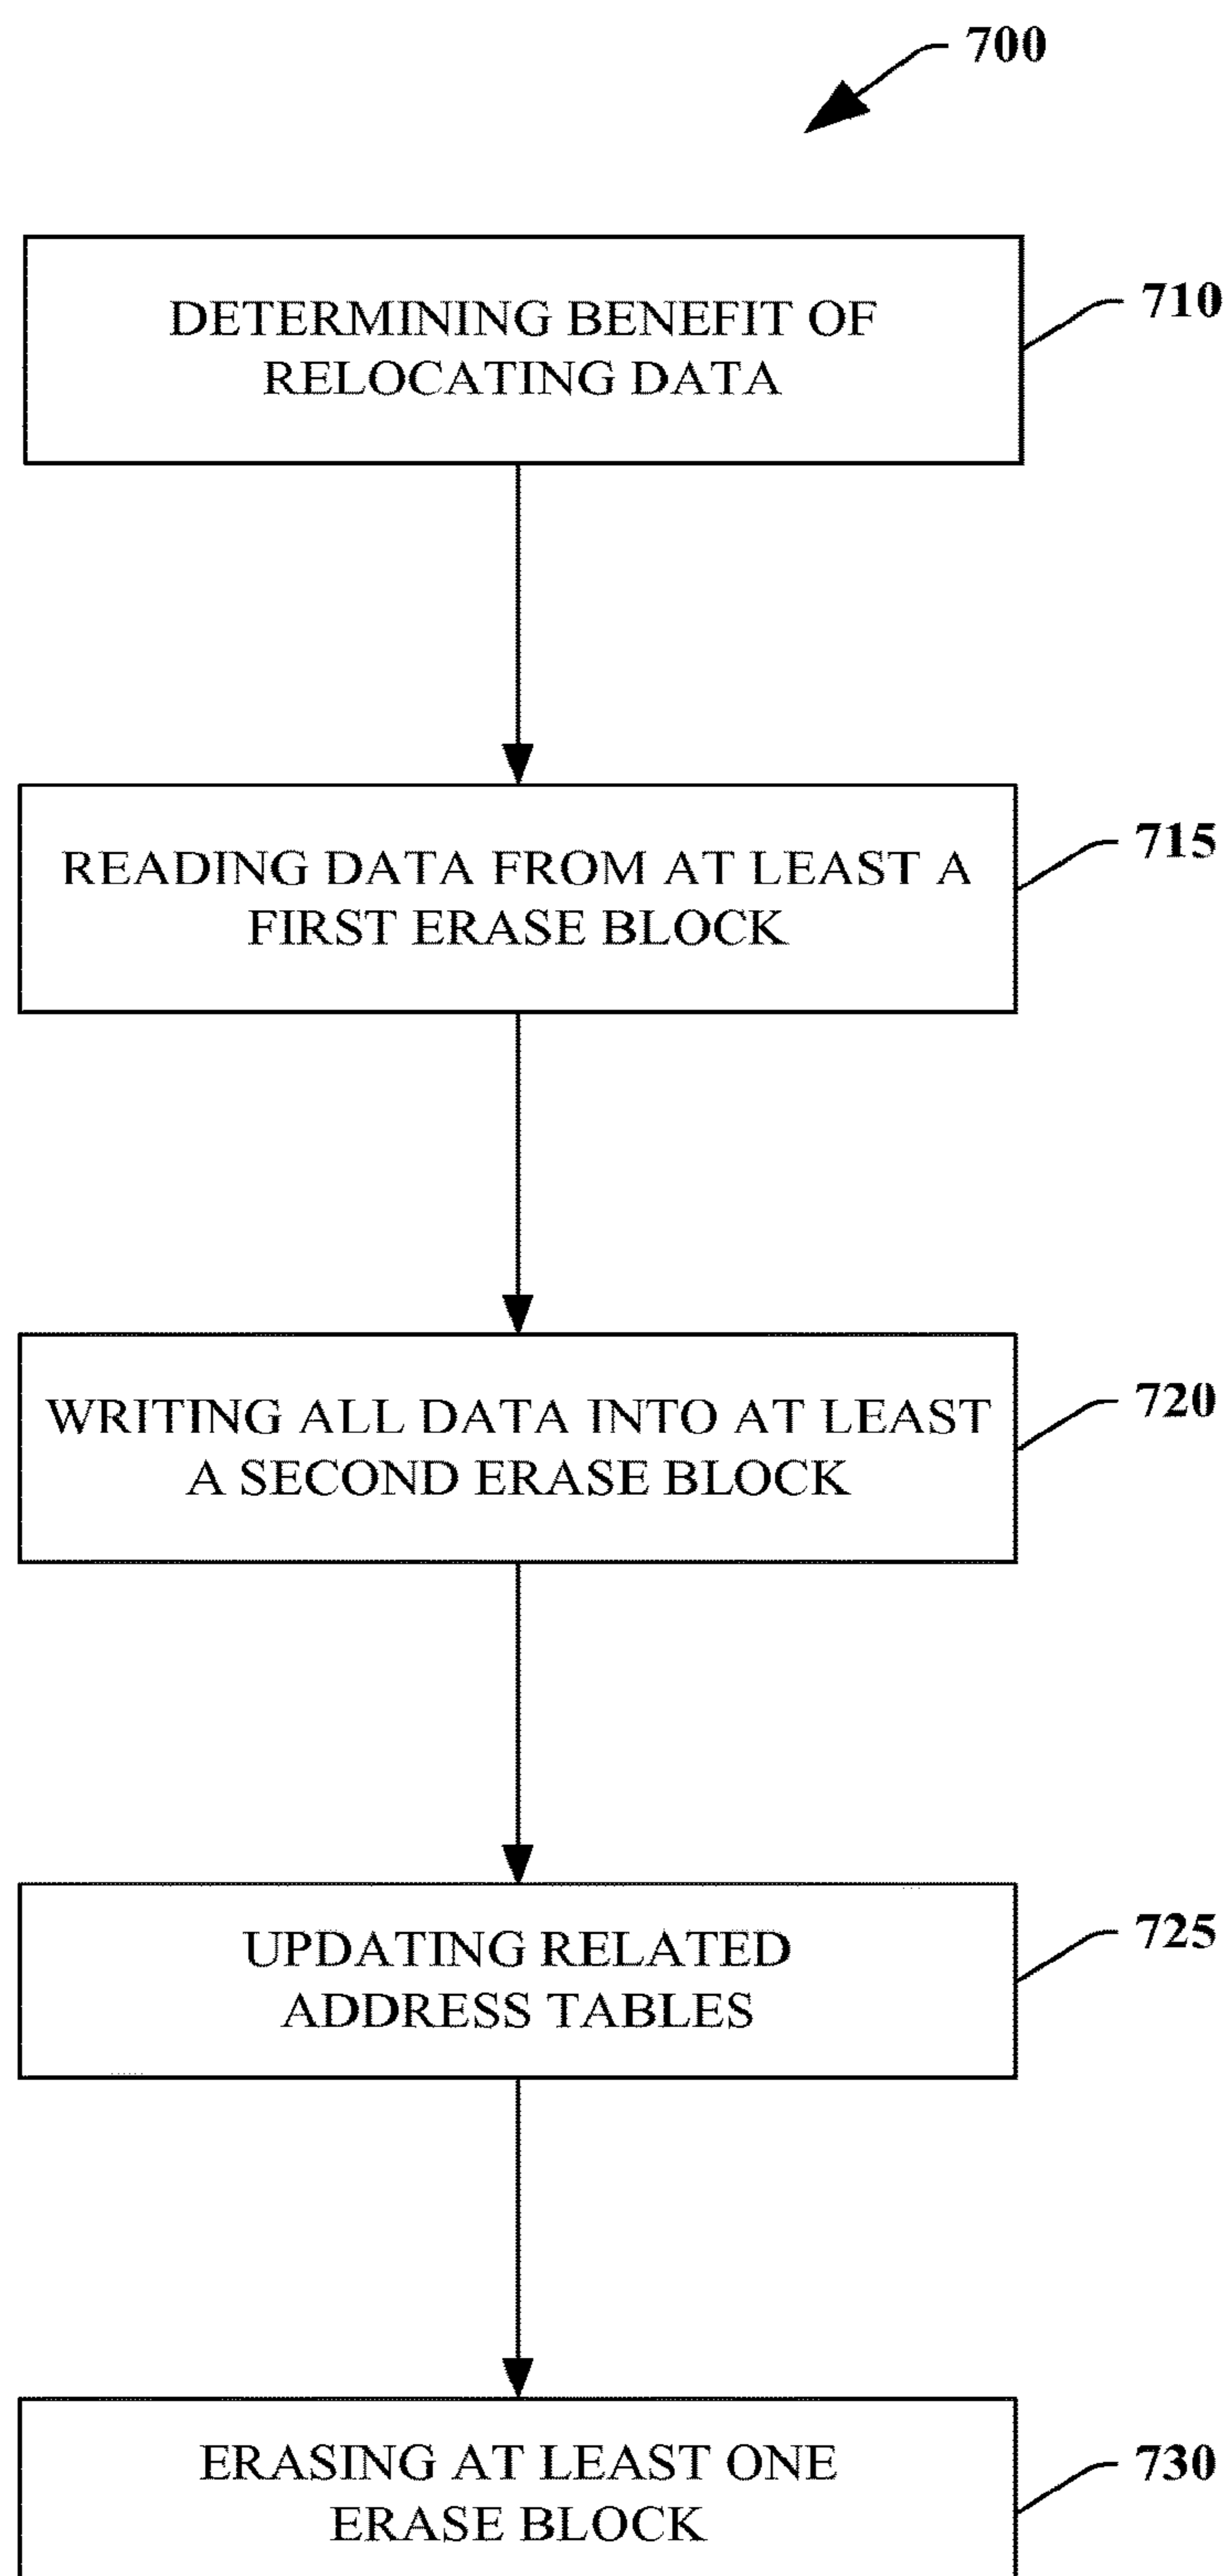 700
DETERMINING BENEFIT OF
RELOCATING DATA
710
READING DATA FROM AT LEAST A
FIRST ERASE BLOCK
715
WRITING ALL DATA INTO AT LEAST
A SECOND ERASE BLOCK
720
UPDATING RELATED
ADDRESS TABLES
725
ERASING AT LEAST ONE
ERASE BLOCK
730